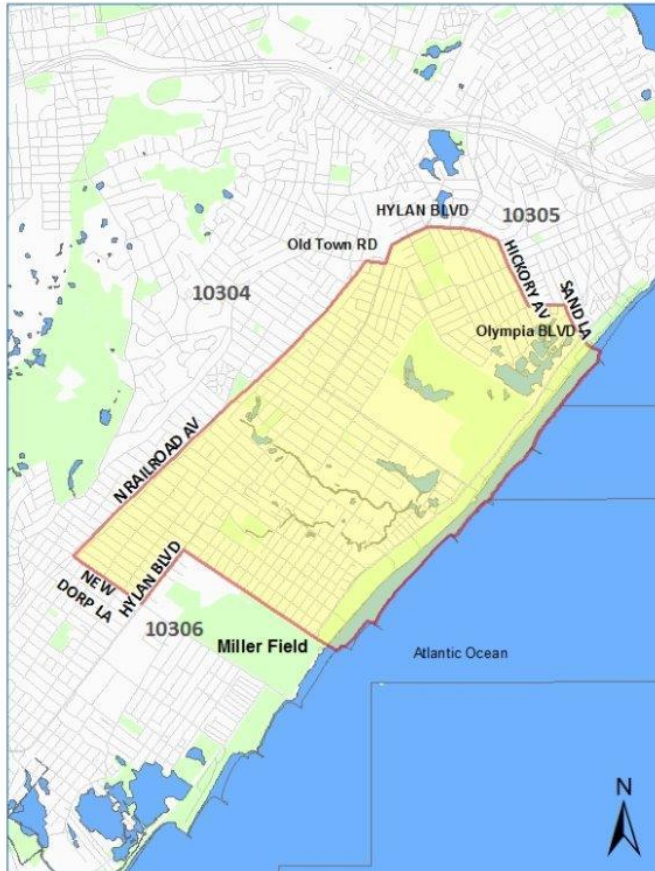 HYLAN BLVD
10305
Old Town RD
HICKORY AV
SAND LA
10304
Olympia BLVD
N RAILROAD AV
NEW
DORP LA
HYLAN BLVD
10306
Miller Field
Atlantic Ocean
N